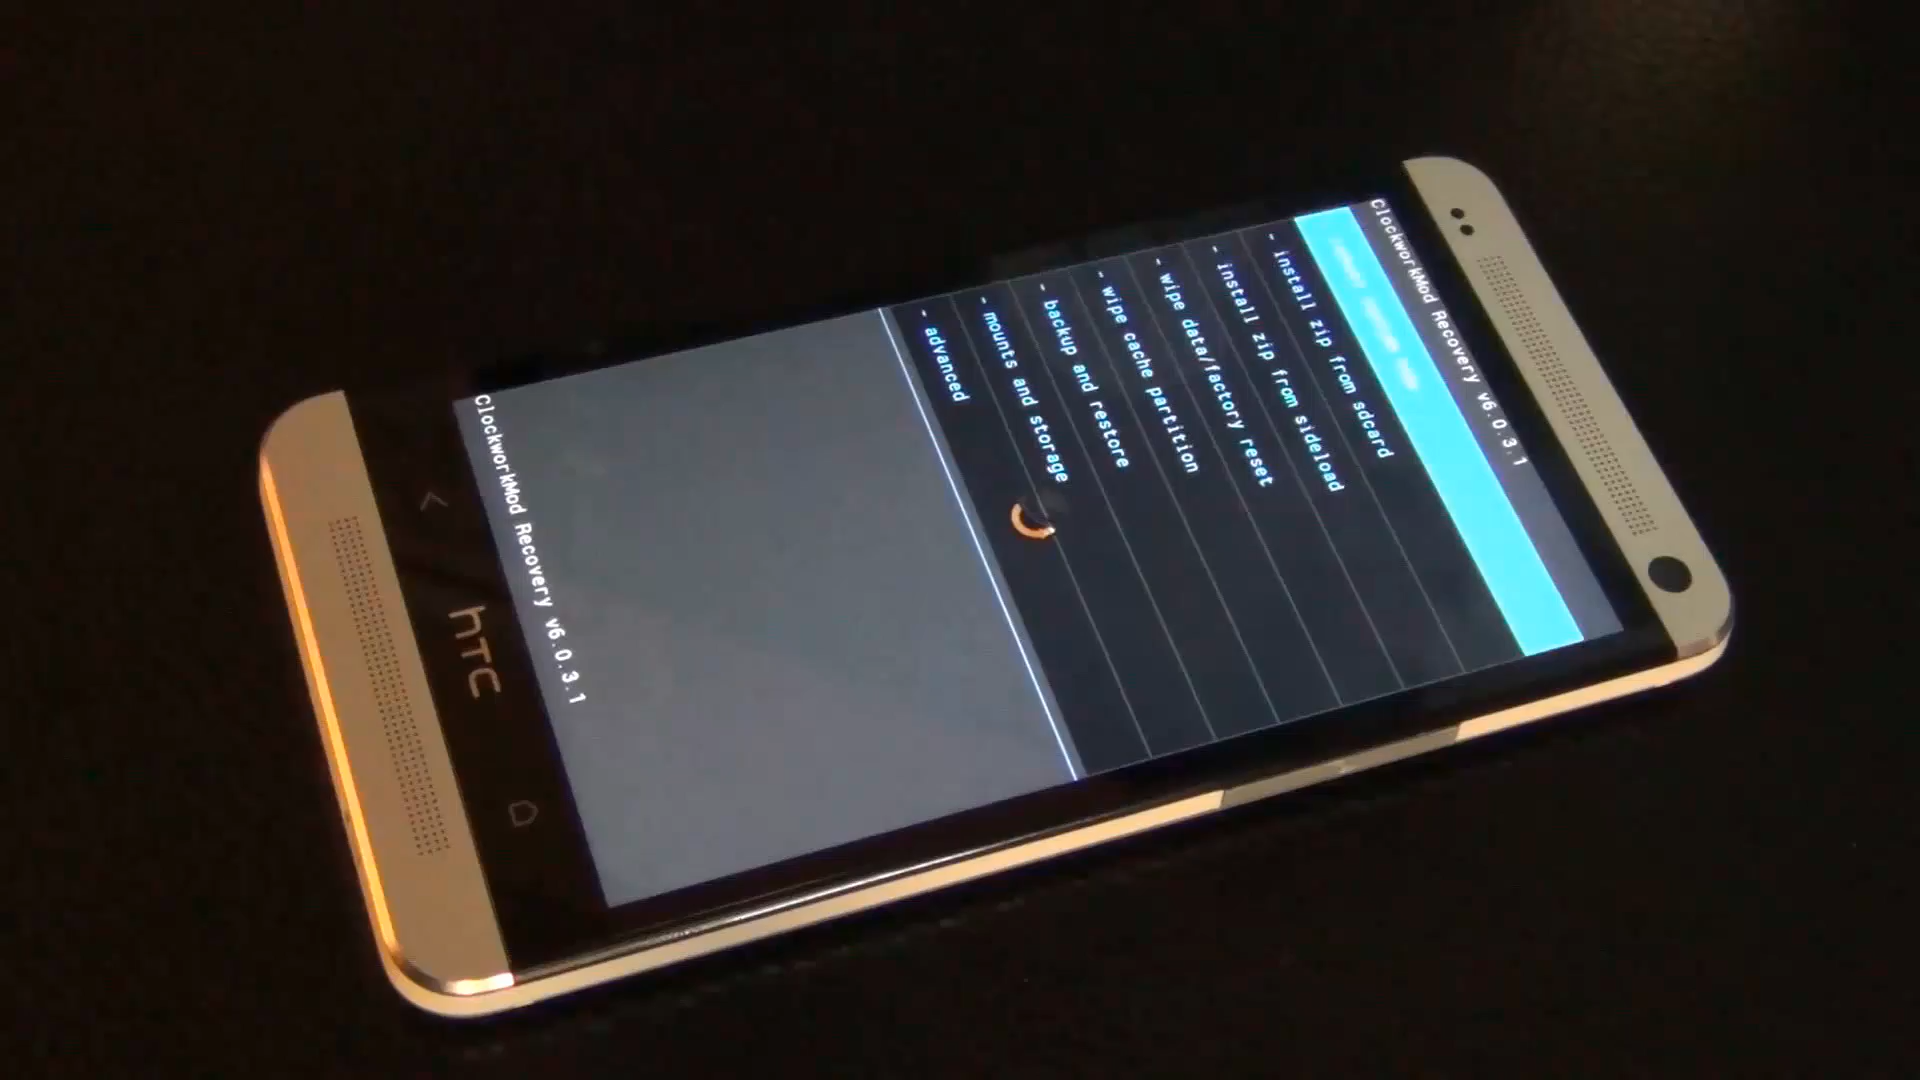 ClockworkMod Recovery v6.0.3.1
- install zip from sdcard
- install zip from sideload
- wipe data/factory reset
- wipe cache partition
- backup and restore
- mounts and storage
- advanced
ClockworkMod Recovery v6.0.3.1
hTC